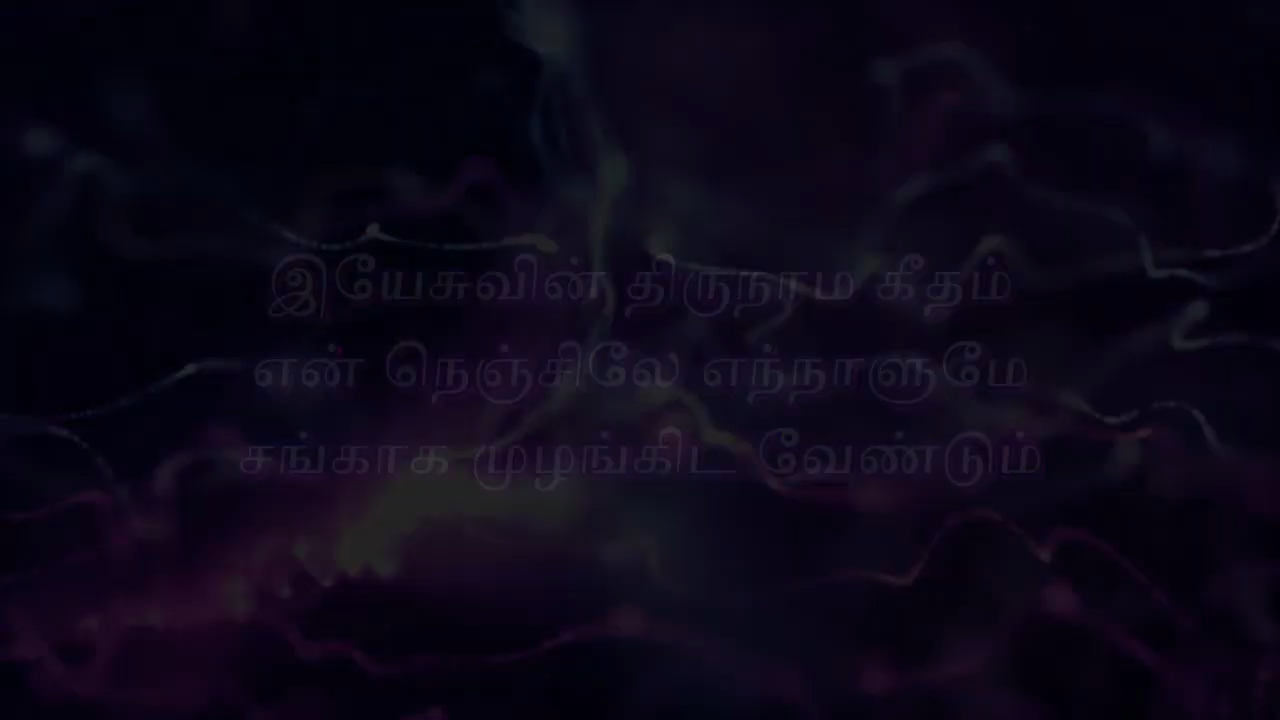 இயேசுவின் திருநாம கீதம்
என் நெஞ்சிலே எந்நாளுமே
சங்காக முழங்கிட வேண்டும்